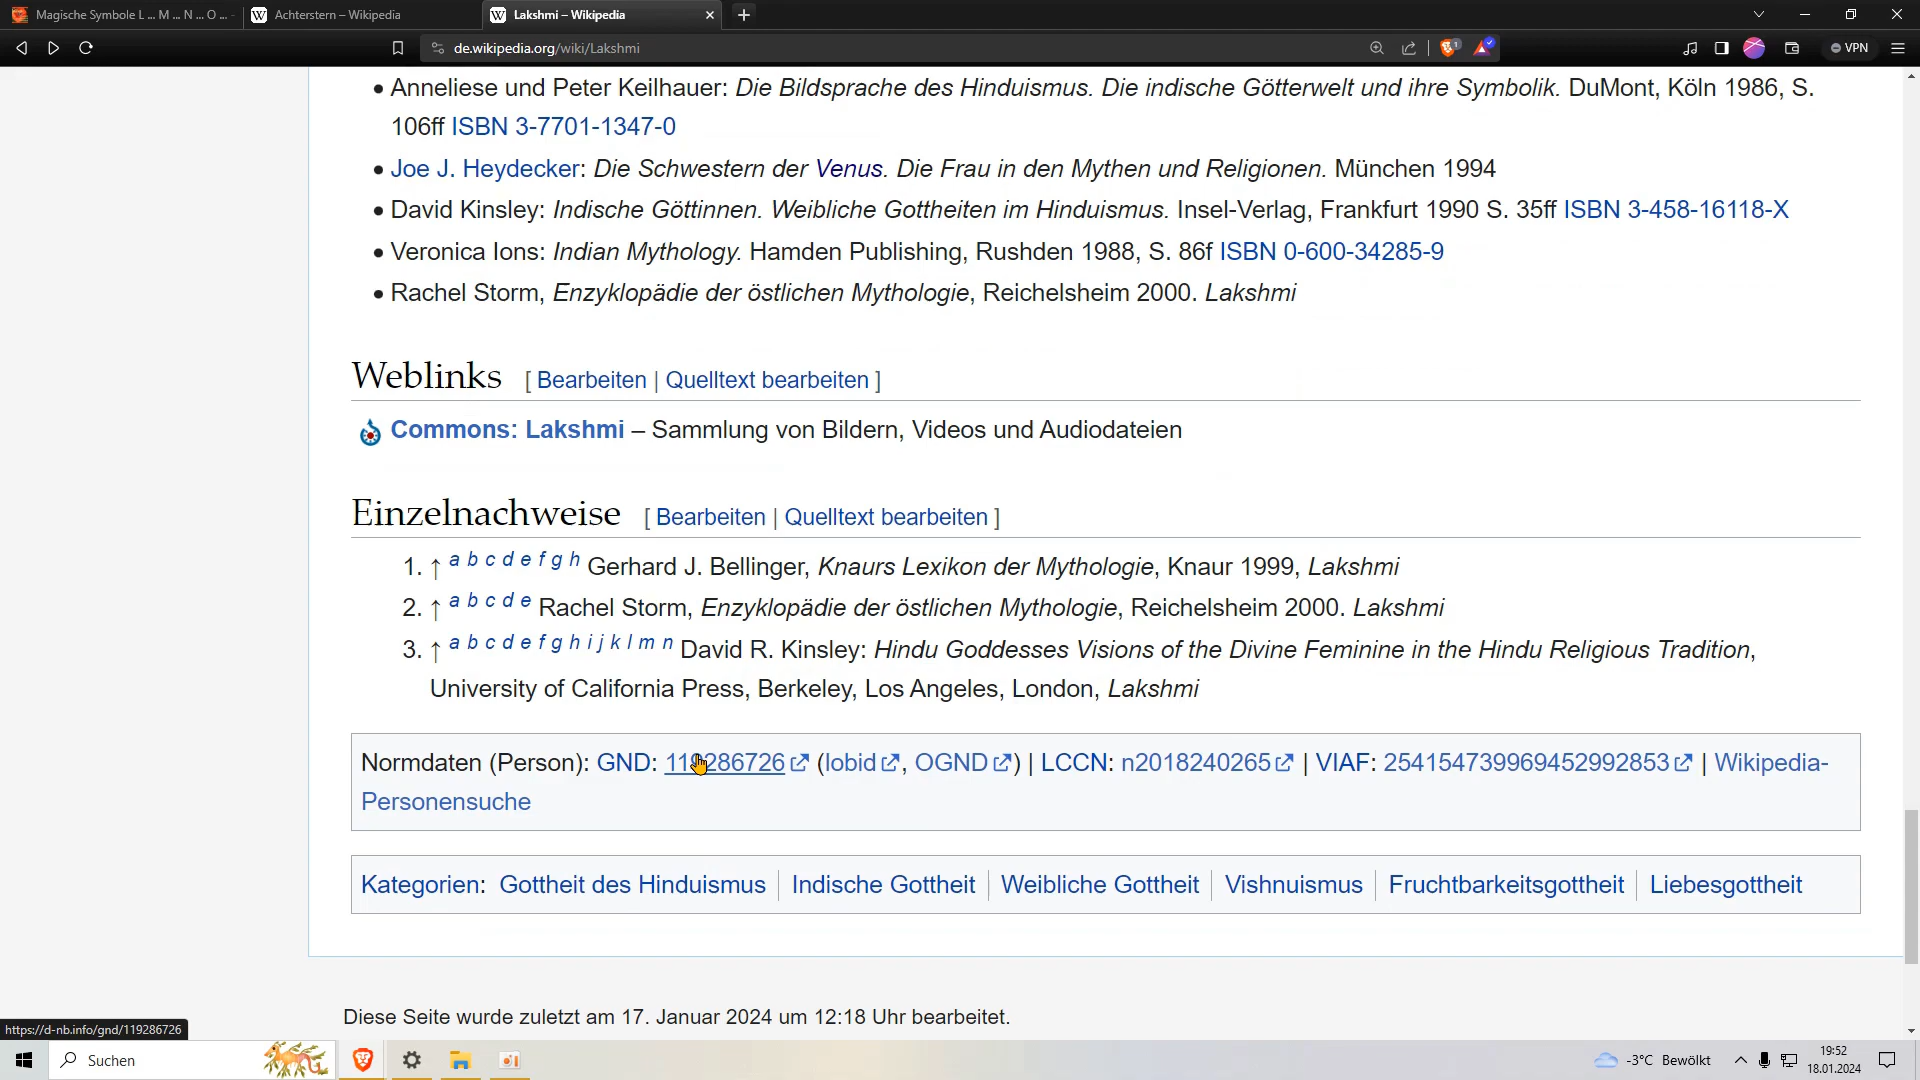 Magische Symbole L ... M ... N ... O ... -
Achterstern – Wikipedia
Lakshmi – Wikipedia
de.wikipedia.org/wiki/Lakshmi
1
VPN
• Anneliese und Peter Keilhauer: Die Bildsprache des Hinduismus. Die indische Götterwelt und ihre Symbolik. DuMont, Köln 1986, S.
106ff ISBN 3-7701-1347-0
• Joe J. Heydecker: Die Schwestern der Venus. Die Frau in den Mythen und Religionen. München 1994
• David Kinsley: Indische Göttinnen. Weibliche Gottheiten im Hinduismus. Insel-Verlag, Frankfurt 1990 S. 35ff ISBN 3-458-16118-X
• Veronica Ions: Indian Mythology. Hamden Publishing, Rushden 1988, S. 86f ISBN 0-600-34285-9
• Rachel Storm, Enzyklopädie der östlichen Mythologie, Reichelsheim 2000. Lakshmi
Weblinks [ Bearbeiten | Quelltext bearbeiten ]
Commons: Lakshmi – Sammlung von Bildern, Videos und Audiodateien
Einzelnachweise [ Bearbeiten | Quelltext bearbeiten ]
1. ↑ a b c d e f g h Gerhard J. Bellinger, Knaurs Lexikon der Mythologie, Knaur 1999, Lakshmi
2. ↑ a b c d e Rachel Storm, Enzyklopädie der östlichen Mythologie, Reichelsheim 2000. Lakshmi
3. ↑ a b c d e f g h i j k l m n David R. Kinsley: Hindu Goddesses Visions of the Divine Feminine in the Hindu Religious Tradition,
University of California Press, Berkeley, Los Angeles, London, Lakshmi
Normdaten (Person): GND: 119286726 (lobid, OGND) | LCCN: n2018240265 | VIAF: 254154739969452992853 | Wikipedia-
Personensuche
Kategorien: Gottheit des Hinduismus | Indische Gottheit | Weibliche Gottheit | Vishnuismus | Fruchtbarkeitsgottheit | Liebesgottheit
Diese Seite wurde zuletzt am 17. Januar 2024 um 12:18 Uhr bearbeitet.
https://d-nb.info/gnd/119286726
Suchen
-3°C Bewölkt
19:52
18.01.2024